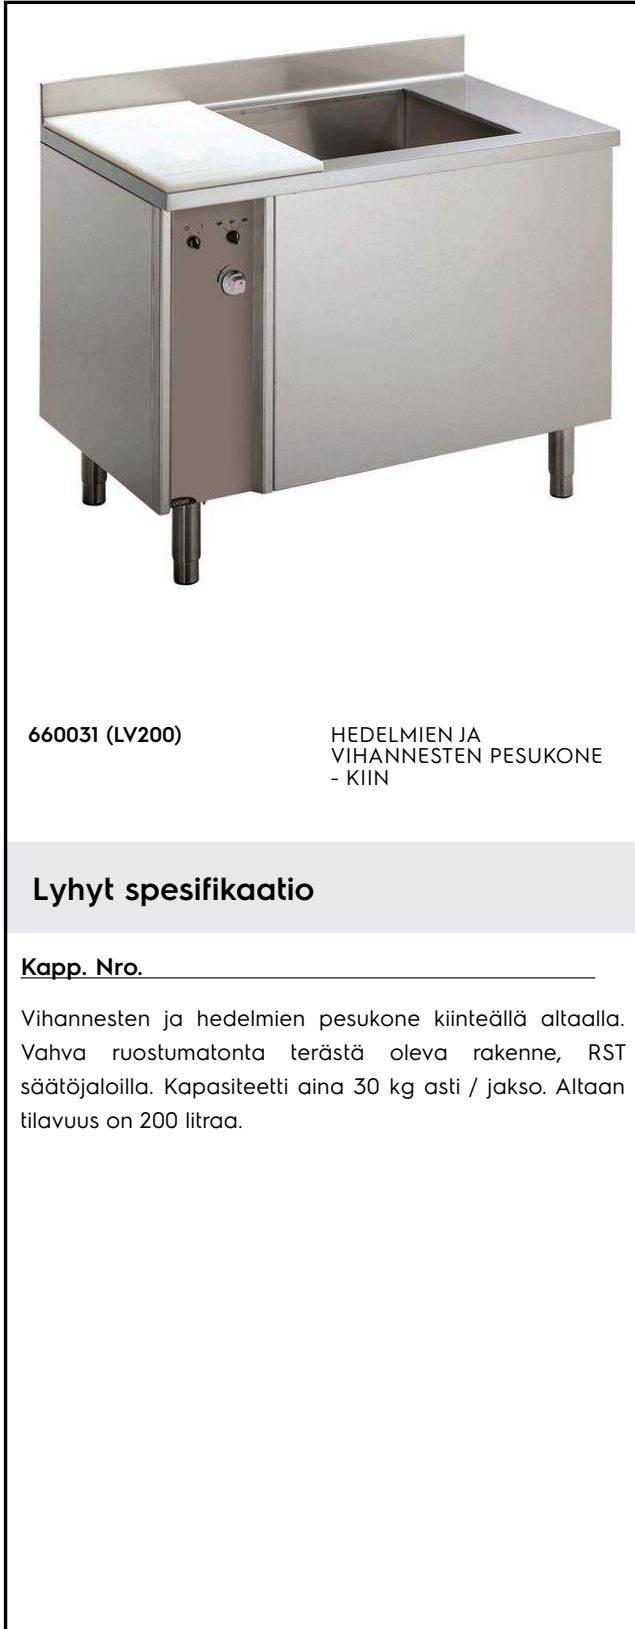 660031 (LV200)
HEDELMIEN JA
VIHANNESTEN PESUKONE
- KIIN
Lyhyt spesifikaatio
Kapp. Nro.
Vihannesten ja hedelmien pesukone kiinteällä altaalla.
Vahva ruostumatonta terästä oleva rakenne, RST
säätöjaloilla. Kapasiteetti aina 30 kg asti / jakso. Altaan
tilavuus on 200 litraa.